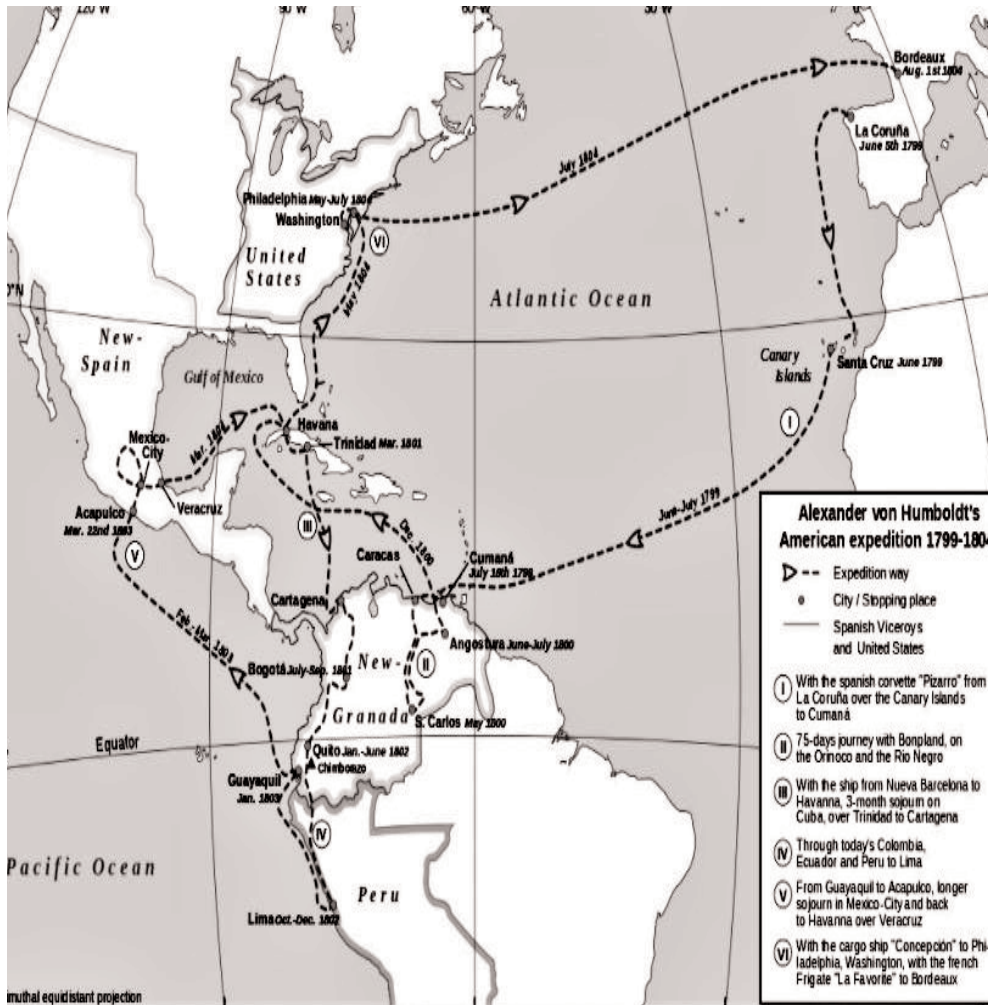 120°W
90°W
60°W
30°W
0°
Bordeaux
Aug. 1st 1804
La Coruña
June 5th 1799
July 1804
Philadelphia May-July 1804
Washington
VI
United
States
May 1804
Atlantic Ocean
0°N
New-
Spain
Gulf of Mexico
Canary
Islands
Santa Cruz June 1799
I
Havana
Trinidad Mar. 1801
Mar. 1804
Mexico-
City
Veracruz
Acapulco
Mar. 22nd 1803
V
III
June-July 1799
Dec. 1800
Caracas
Cumaná
July 16th 1799
Cartagena
Angostura June-July 1800
II
Feb.-Mar. 1803
Bogotá July-Sep. 1801
New-
Granada
S. Carlos May 1800
Equator
Quito Jan.-June 1802
Chimborazo
Guayaquil
Jan. 1803
IV
Pacific Ocean
Peru
Lima Oct.-Dec. 1802
muthal equidistant projection
Alexander von Humboldt's
American expedition 1799-1804
Expedition way
City / Stopping place
Spanish Viceroys
and United States
I With the spanish corvette "Pizarro" from
La Coruña over the Canary Islands
to Cumaná
II 75-days journey with Bonpland, on
the Orinoco and the Rio Negro
III With the ship from Nueva Barcelona to
Havanna, 3-month sojourn on
Cuba, over Trinidad to Cartagena
IV Through today's Colombia,
Ecuador and Peru to Lima
V From Guayaquil to Acapulco, longer
sojourn in Mexico-City and back
to Havanna over Veracruz
VI With the cargo ship "Concepción" to Phi-
ladelphia, Washington, with the french
Frigate "La Favorite" to Bordeaux